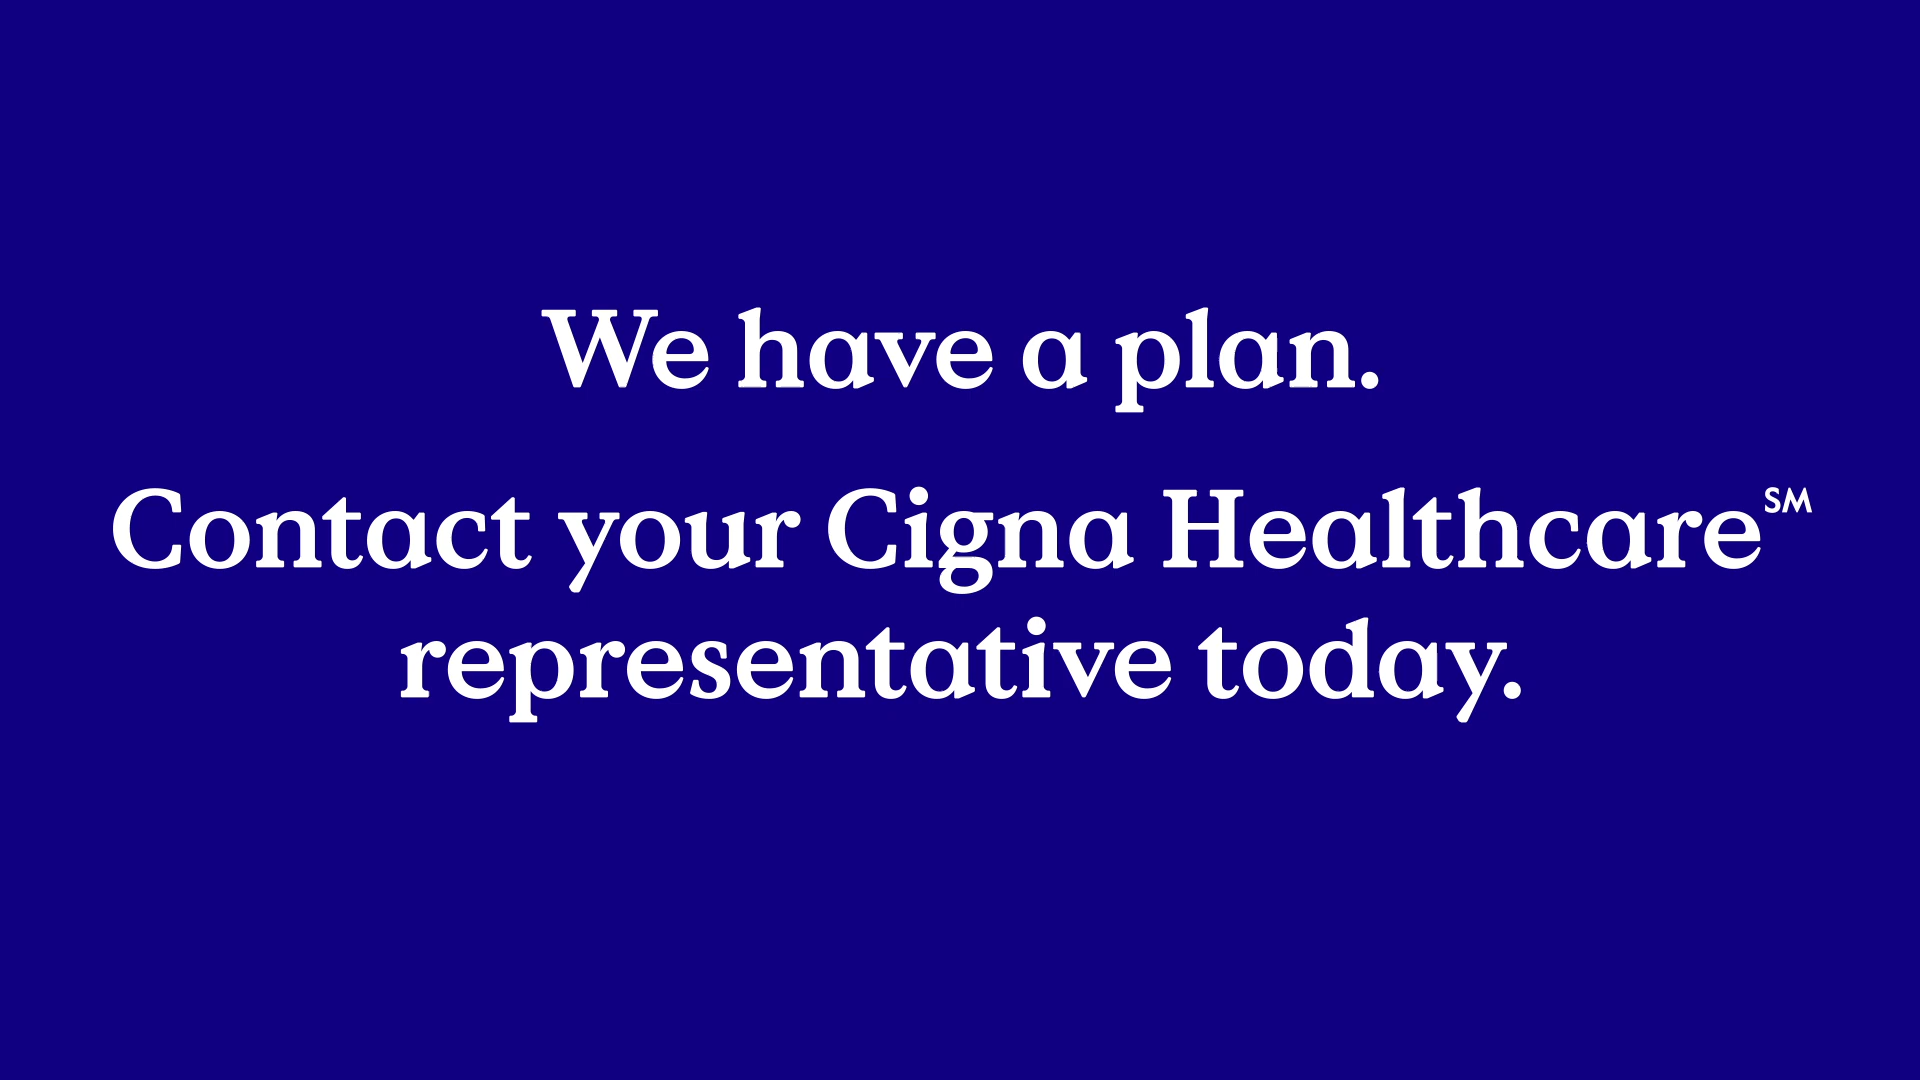 We have a plan.
Contact your Cigna Healthcare℠
representative today.